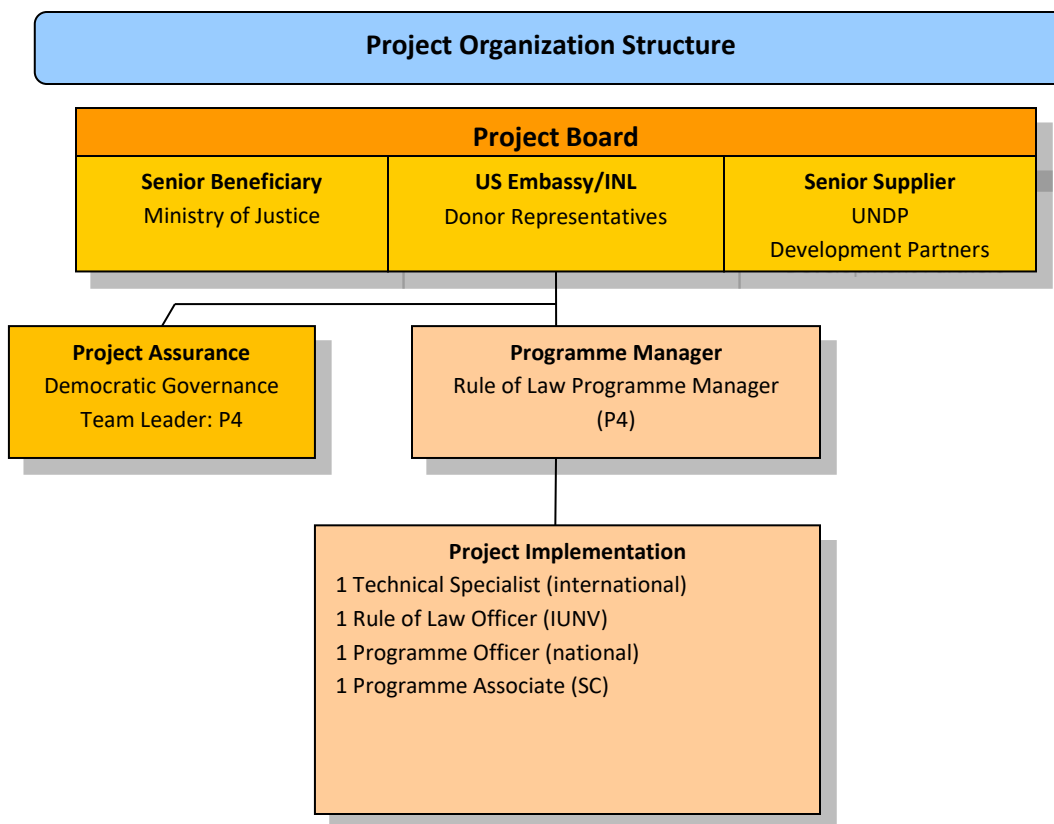 Project Organization Structure
Project Board
Senior Beneficiary
Ministry of Justice
US Embassy/INL
Donor Representatives
Senior Supplier
UNDP
Development Partners
Project Assurance
Democratic Governance
Team Leader: P4
Programme Manager
Rule of Law Programme Manager
(P4)
Project Implementation
1 Technical Specialist (international)
1 Rule of Law Officer (IUNV)
1 Programme Officer (national)
1 Programme Associate (SC)